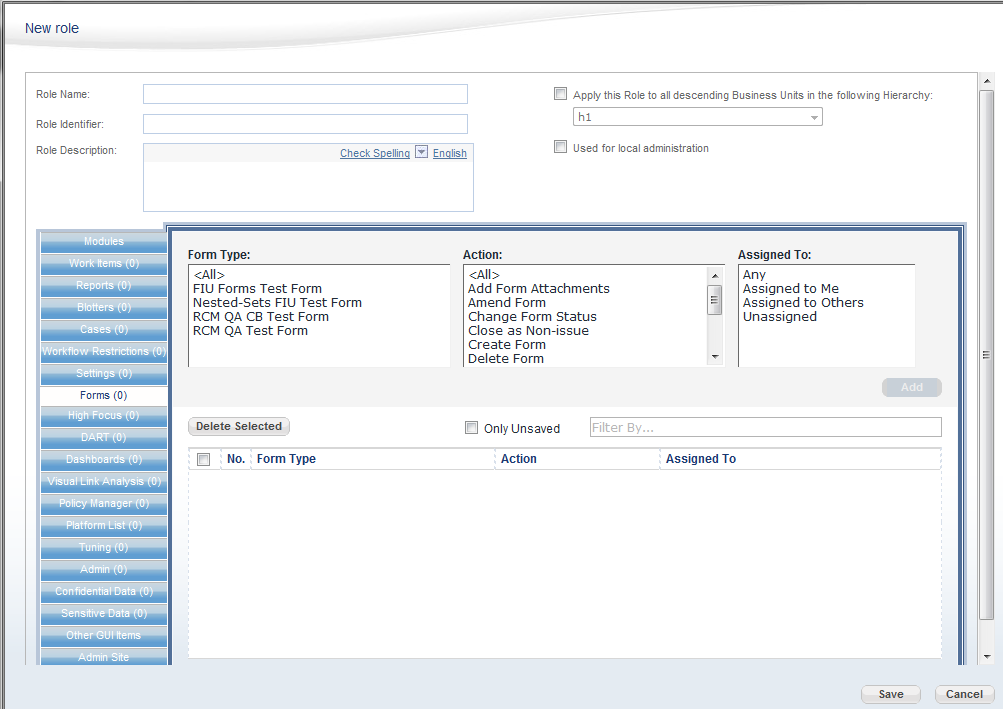 New role
Role Name:
Apply this Role to all descending Business Units in the following Hierarchy:
h1
Role Identifier:
Used for local administration
Role Description:
Check Spelling English
Modules
Work Items (0)
Reports (0)
Blotters (0)
Cases (0)
Workflow Restrictions (0)
Settings (0)
Forms (0)
High Focus (0)
DART (0)
Dashboards (0)
Visual Link Analysis (0)
Policy Manager (0)
Platform List (0)
Tuning (0)
Admin (0)
Confidential Data (0)
Sensitive Data (0)
Other GUI Items
Admin Site
Form Type:
<All>
FIU Forms Test Form
Nested-Sets FIU Test Form
RCM QA CB Test Form
RCM QA Test Form
Action:
<All>
Add Form Attachments
Amend Form
Change Form Status
Close as Non-issue
Create Form
Delete Form
Assigned To:
Any
Assigned to Me
Assigned to Others
Unassigned
Add
Delete Selected
Only Unsaved
Filter By...
No. Form Type Action Assigned To
Save Cancel